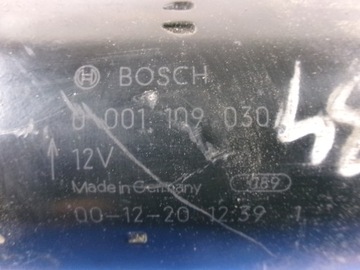 BOSCH
0 001 109 030
12V
Made in Germany
00-12-20 12:39 1